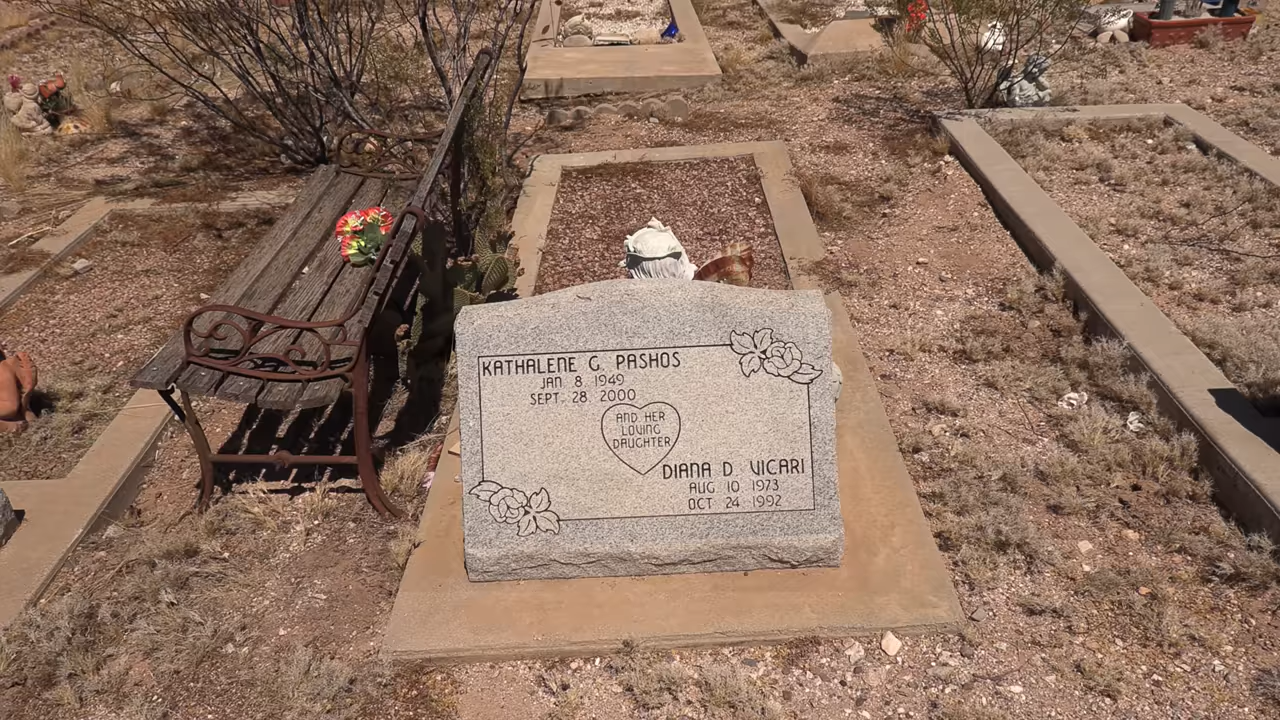 KATHALENE G. PASHOS
JAN 8 1949
SEPT. 28. 2000
AND HER
LOVING
DAUGHTER
DIANA D. VICARI
AUG 10 1973
OCT 24 1992